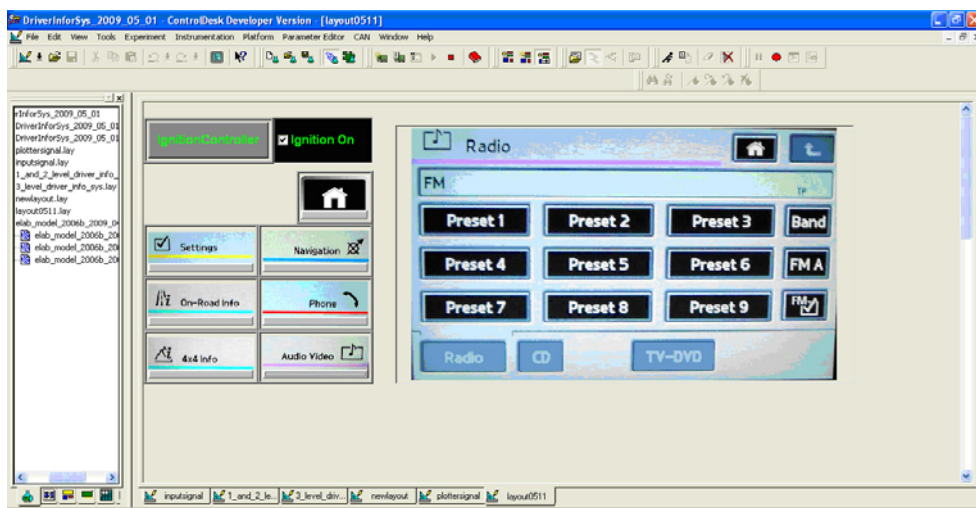 DriverInforSys_2009_05_01 - ControlDesk Developer Version - [layout0511]
File Edit View Tools Experiment Instrumentation Platform ParameterEditor CAN Window Help
rInforSys_2009_05_01
DriverInforSys_2009_05_01
DriverInforSys_2009_05_01
plottersignal.lay
inputsignal.lay
1_and_2_level_driver_info_
3_level_driver_info_sys.lay
newlayout.lay
layout0511.lay
elab_model_2006b_2009_0
elab_model_2006b_20
elab_model_2006b_20
elab_model_2006b_20
IgnitionController
Ignition On
Settings
Navigation
On-Road Info
Phone
4x4 Info
Audio Video
Radio
FM
TP
Preset 1 Preset 2 Preset 3 Band
Preset 4 Preset 5 Preset 6 FM A
Preset 7 Preset 8 Preset 9 FM
Radio CD TV-DVD
inputsignal 1_and_2_le... 3_level_driv... newlayout plottersignal layout0511